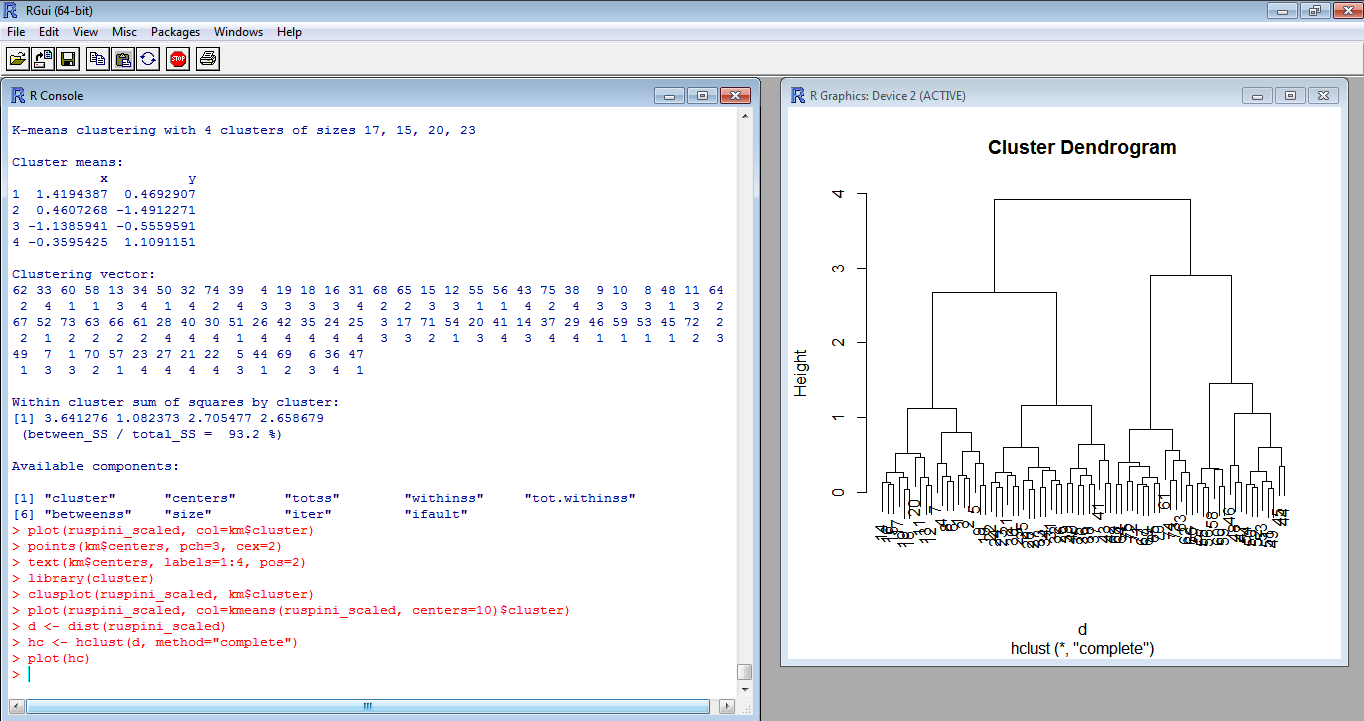 RGui (64-bit)
File Edit View Misc Packages Windows Help
STOP
R Console
K-means clustering with 4 clusters of sizes 17, 15, 20, 23
Cluster means:
x y
1 1.4194387 0.4692907
2 0.4607268 -1.4912271
3 -1.1385941 -0.5559591
4 -0.3595425 1.1091151
Clustering vector:
62 33 60 58 13 34 50 32 74 39 4 19 18 16 31 68 65 15 12 55 56 43 75 38 9 10 8 48 11 64
2 4 1 1 3 4 1 4 2 4 3 3 3 3 4 2 2 3 3 1 1 4 2 4 3 3 3 1 3 2
67 52 73 63 66 61 28 40 30 51 26 42 35 24 25 3 17 71 54 20 41 14 37 29 46 59 53 45 72 2
2 1 2 2 2 2 4 4 4 1 4 4 4 4 4 3 3 2 1 3 4 3 4 4 1 1 1 1 2 3
49 7 1 70 57 23 27 21 22 5 44 69 6 36 47
1 3 3 2 1 4 4 4 4 3 1 2 3 4 1
Within cluster sum of squares by cluster:
[1] 3.641276 1.082373 2.705477 2.658679
(between_SS / total_SS = 93.2 %)
Available components:
[1] "cluster" "centers" "totss" "withinss" "tot.withinss"
[6] "betweenss" "size" "iter" "ifault"
> plot(ruspini_scaled, col=km$cluster)
> points(km$centers, pch=3, cex=2)
> text(km$centers, labels=1:4, pos=2)
> library(cluster)
> clusplot(ruspini_scaled, km$cluster)
> plot(ruspini_scaled, col=kmeans(ruspini_scaled, centers=10)$cluster)
> d <- dist(ruspini_scaled)
> hc <- hclust(d, method="complete")
> plot(hc)
>
R Graphics: Device 2 (ACTIVE)
Cluster Dendrogram
Height
4
3
2
1
0
20
41
61
58
46
d
hclust (*, "complete")